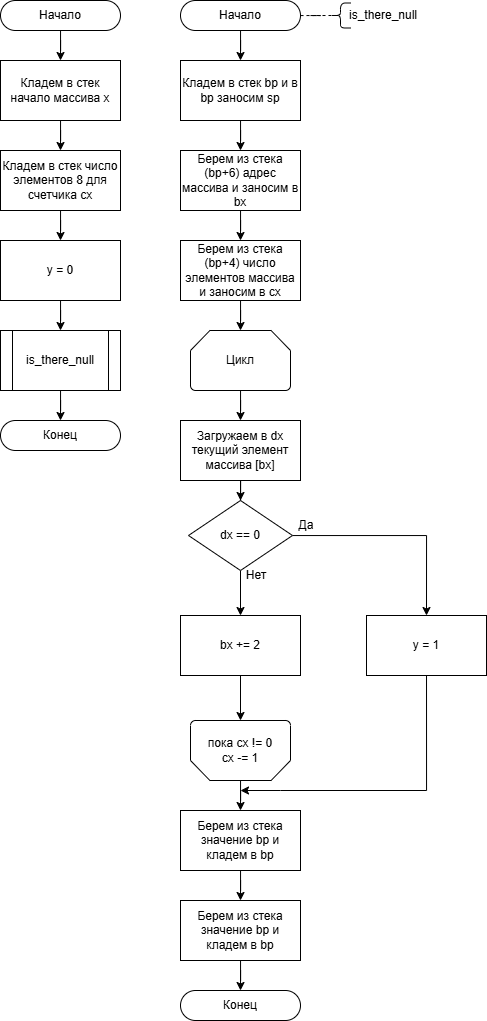 Начало
Кладем в стек
начало массива x
Кладем в стек число
элементов 8 для
счетчика cx
y = 0
is_there_null
Конец
Начало
is_there_null
Кладем в стек bp и в
bp заносим sp
Берем из стека
(bp+6) адрес
массива и заносим в
bx
Берем из стека
(bp+4) число
элементов массива
и заносим в cx
Цикл
Загружаем в dx
текущий элемент
массива [bx]
dx == 0
Да
Нет
bx += 2
y = 1
пока cx != 0
cx -= 1
Берем из стека
значение bp и
кладем в bp
Берем из стека
значение bp и
кладем в bp
Конец